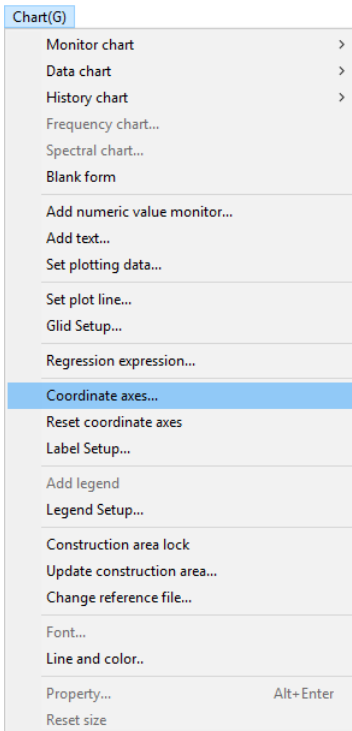 Chart(G)
Monitor chart >
Data chart >
History chart >
Frequency chart...
Spectral chart...
Blank form
Add numeric value monitor...
Add text...
Set plotting data...
Set plot line...
Glid Setup...
Regression expression...
Coordinate axes...
Reset coordinate axes
Label Setup...
Add legend
Legend Setup...
Construction area lock
Update construction area...
Change reference file...
Font...
Line and color..
Property... Alt+Enter
Reset size